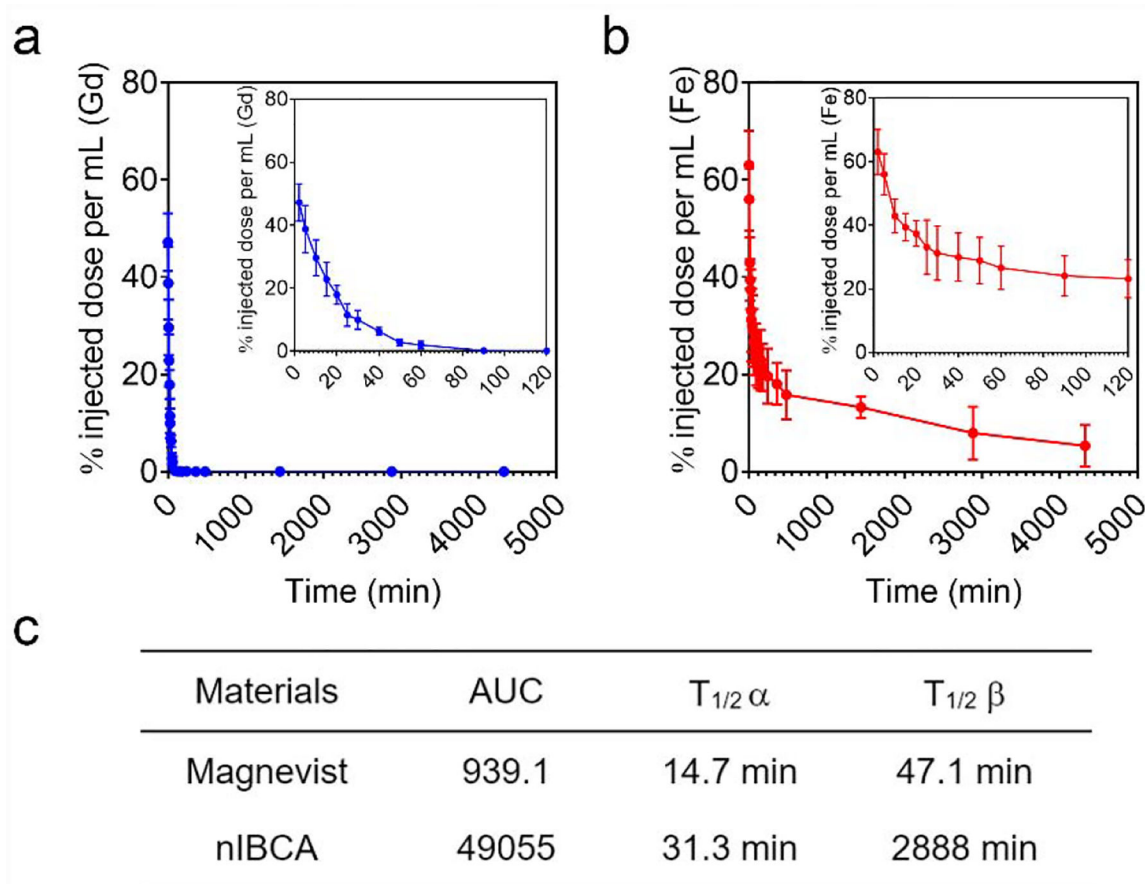 a
% injected dose per mL (Gd)
80
60
40
20
0
0 1000 2000 3000 4000 5000
Time (min)
% injected dose per mL (Gd)
80
60
40
20
0
0 20 40 60 80 100 120
b
% injected dose per mL (Fe)
80
60
40
20
0
0 1000 2000 3000 4000 5000
Time (min)
% injected dose per mL (Fe)
80
60
40
20
0
0 20 40 60 80 100 120
c
Materials AUC T1/2 α T1/2 β
Magnevist 939.1 14.7 min 47.1 min
nIBCA 49055 31.3 min 2888 min